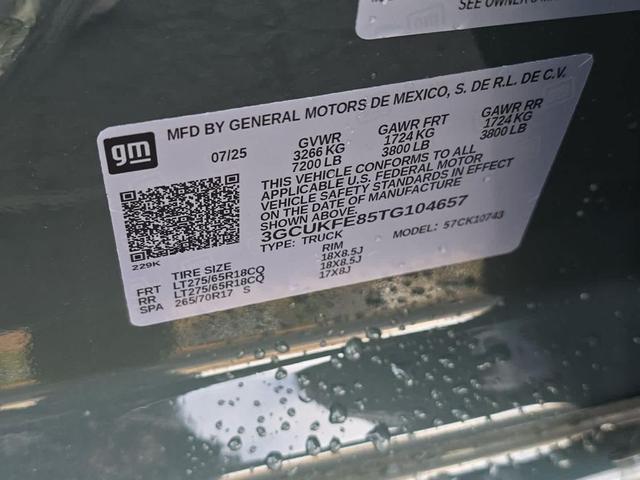 SEE OWNER'S
gm
MFD BY GENERAL MOTORS DE MEXICO, S. DE R.L. DE C.V.
07/25
GVWR
3266 KG
7200 LB
GAWR FRT
1724 KG
3800 LB
GAWR RR
1724 KG
3800 LB
THIS VEHICLE CONFORMS TO ALL
APPLICABLE U.S. FEDERAL MOTOR
VEHICLE SAFETY STANDARDS IN EFFECT
ON THE DATE OF MANUFACTURE
SHOWN ABOVE.
3GCUKFE85TG104657
TYPE: TRUCK
MODEL: 57CK10743
229K
TIRE SIZE
RIM
FRT LT275/65R18CQ 18X8.5J
RR LT275/65R18CQ 18X8.5J
SPA 265/70R17 S 17X8J